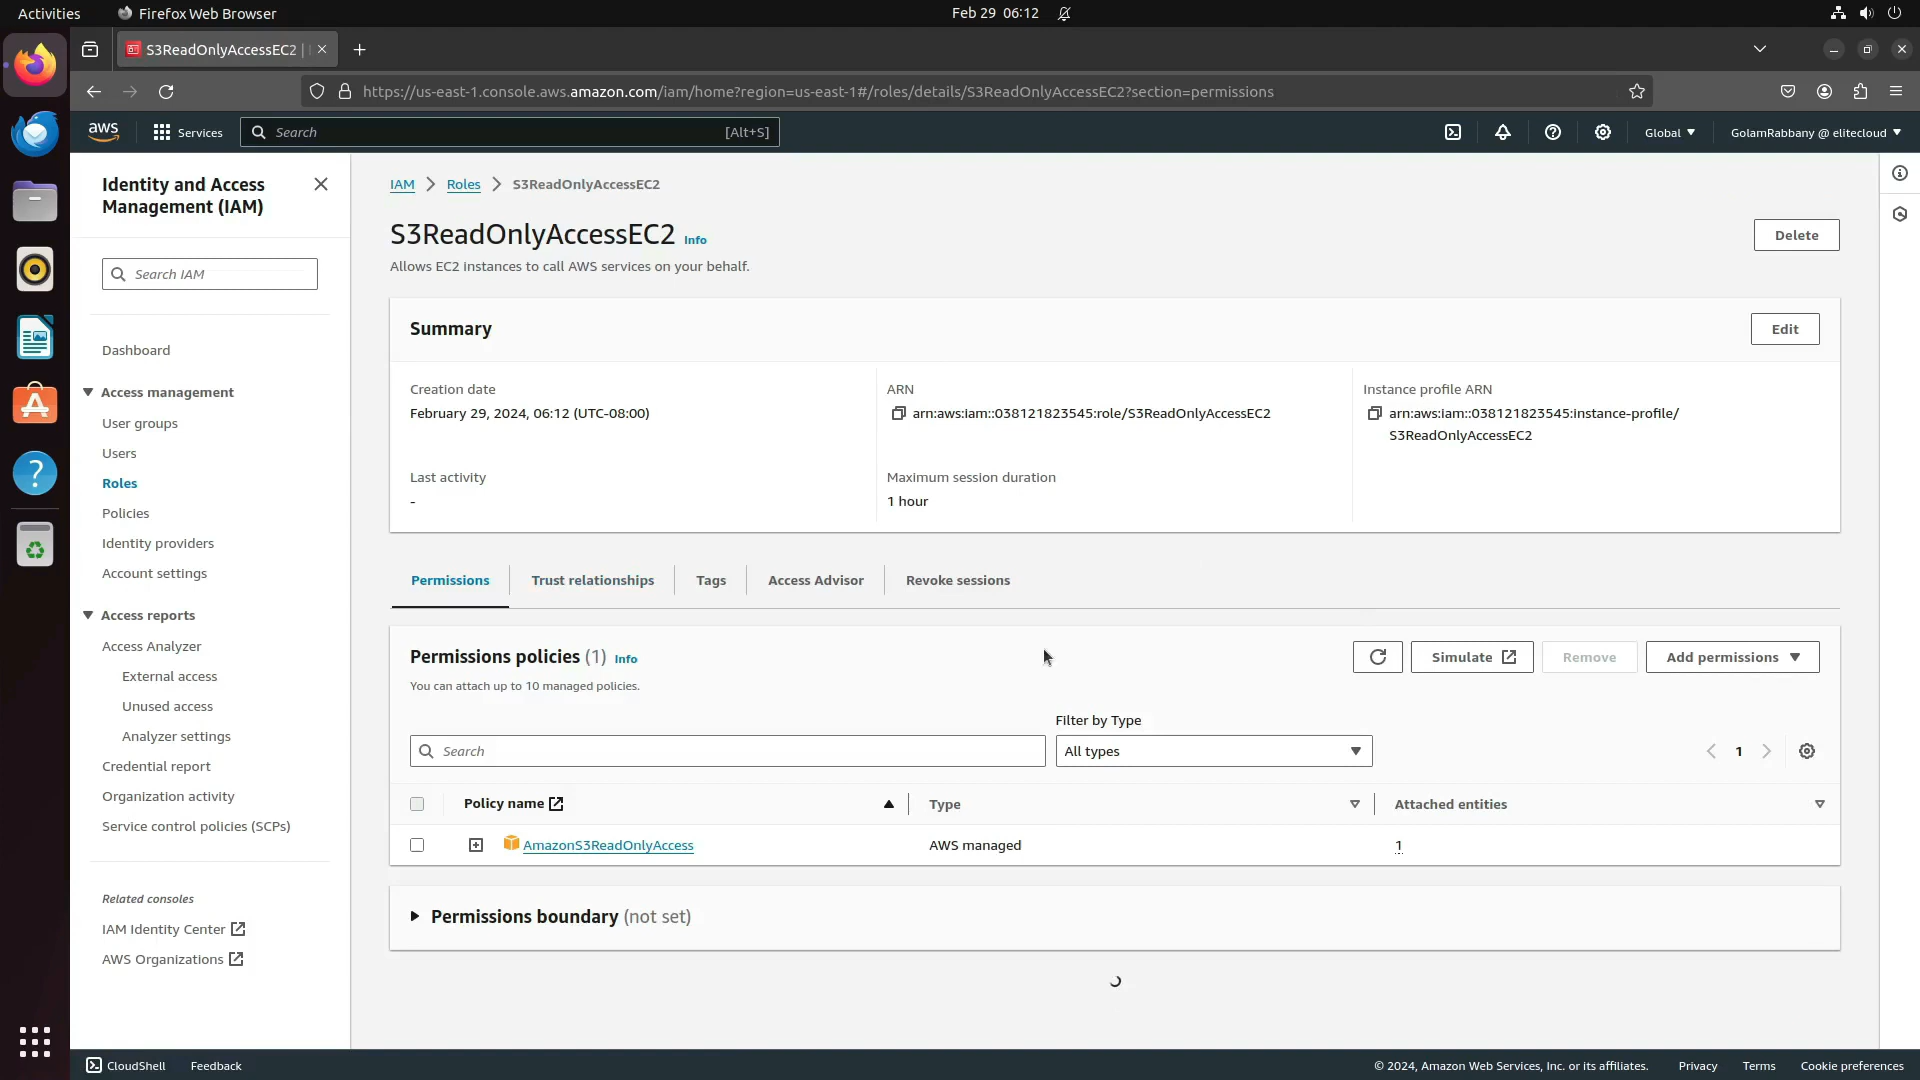 Activities
Firefox Web Browser
Feb 29 06:12
S3ReadOnlyAccessEC2 |
https://us-east-1.console.aws.amazon.com/iam/home?region=us-east-1#/roles/details/S3ReadOnlyAccessEC2?section=permissions
aws
Services
Search
[Alt+S]
Global
GolamRabbany @ elitecloud
Identity and Access
Management (IAM)
Search IAM
Dashboard
Access management
User groups
Users
Roles
Policies
Identity providers
Account settings
Access reports
Access Analyzer
External access
Unused access
Analyzer settings
Credential report
Organization activity
Service control policies (SCPs)
Related consoles
IAM Identity Center
AWS Organizations
IAM > Roles > S3ReadOnlyAccessEC2
S3ReadOnlyAccessEC2 Info
Delete
Allows EC2 instances to call AWS services on your behalf.
Summary
Edit
Creation date
February 29, 2024, 06:12 (UTC-08:00)
ARN
arn:aws:iam::038121823545:role/S3ReadOnlyAccessEC2
Instance profile ARN
arn:aws:iam::038121823545:instance-profile/
S3ReadOnlyAccessEC2
Last activity
-
Maximum session duration
1 hour
Permissions
Trust relationships
Tags
Access Advisor
Revoke sessions
Permissions policies (1) Info
You can attach up to 10 managed policies.
Simulate
Remove
Add permissions
Filter by Type
Search
All types
1
Policy name
Type
Attached entities
AmazonS3ReadOnlyAccess
AWS managed
1
Permissions boundary (not set)
CloudShell
Feedback
© 2024, Amazon Web Services, Inc. or its affiliates.
Privacy
Terms
Cookie preferences